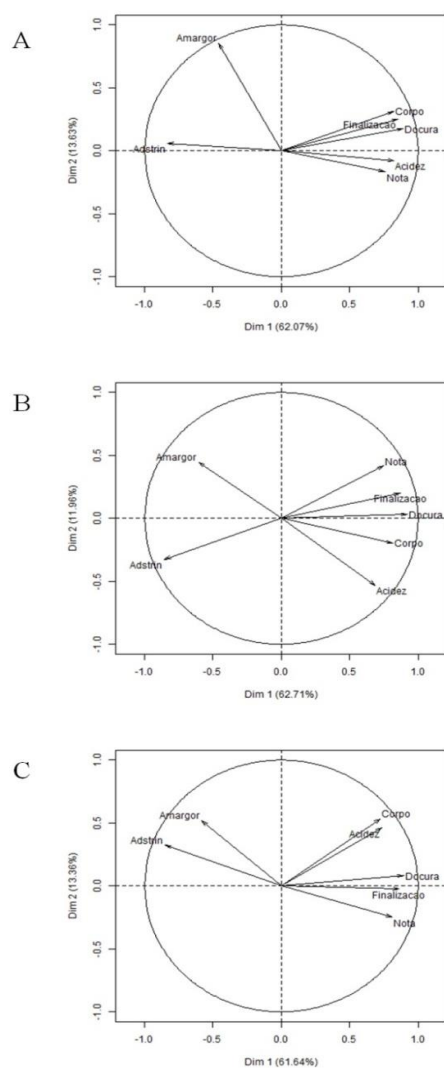 A
1.0
0.5
0.0
-0.5
-1.0
Dim 2 (13.63%)
Amargor
Adstrin
Corpo
Finalizacao
Docura
Acidez
Nota
-1.0 -0.5 0.0 0.5 1.0
Dim 1 (62.07%)
B
1.0
0.5
0.0
-0.5
-1.0
Dim 2 (11.96%)
Amargor
Adstrin
Nota
Finalizacao
Docura
Corpo
Acidez
-1.0 -0.5 0.0 0.5 1.0
Dim 1 (62.71%)
C
1.0
0.5
0.0
-0.5
-1.0
Dim 2 (13.36%)
Amargor
Adstrin
Corpo
Acidez
Docura
Finalizacao
Nota
-1.0 -0.5 0.0 0.5 1.0
Dim 1 (61.64%)